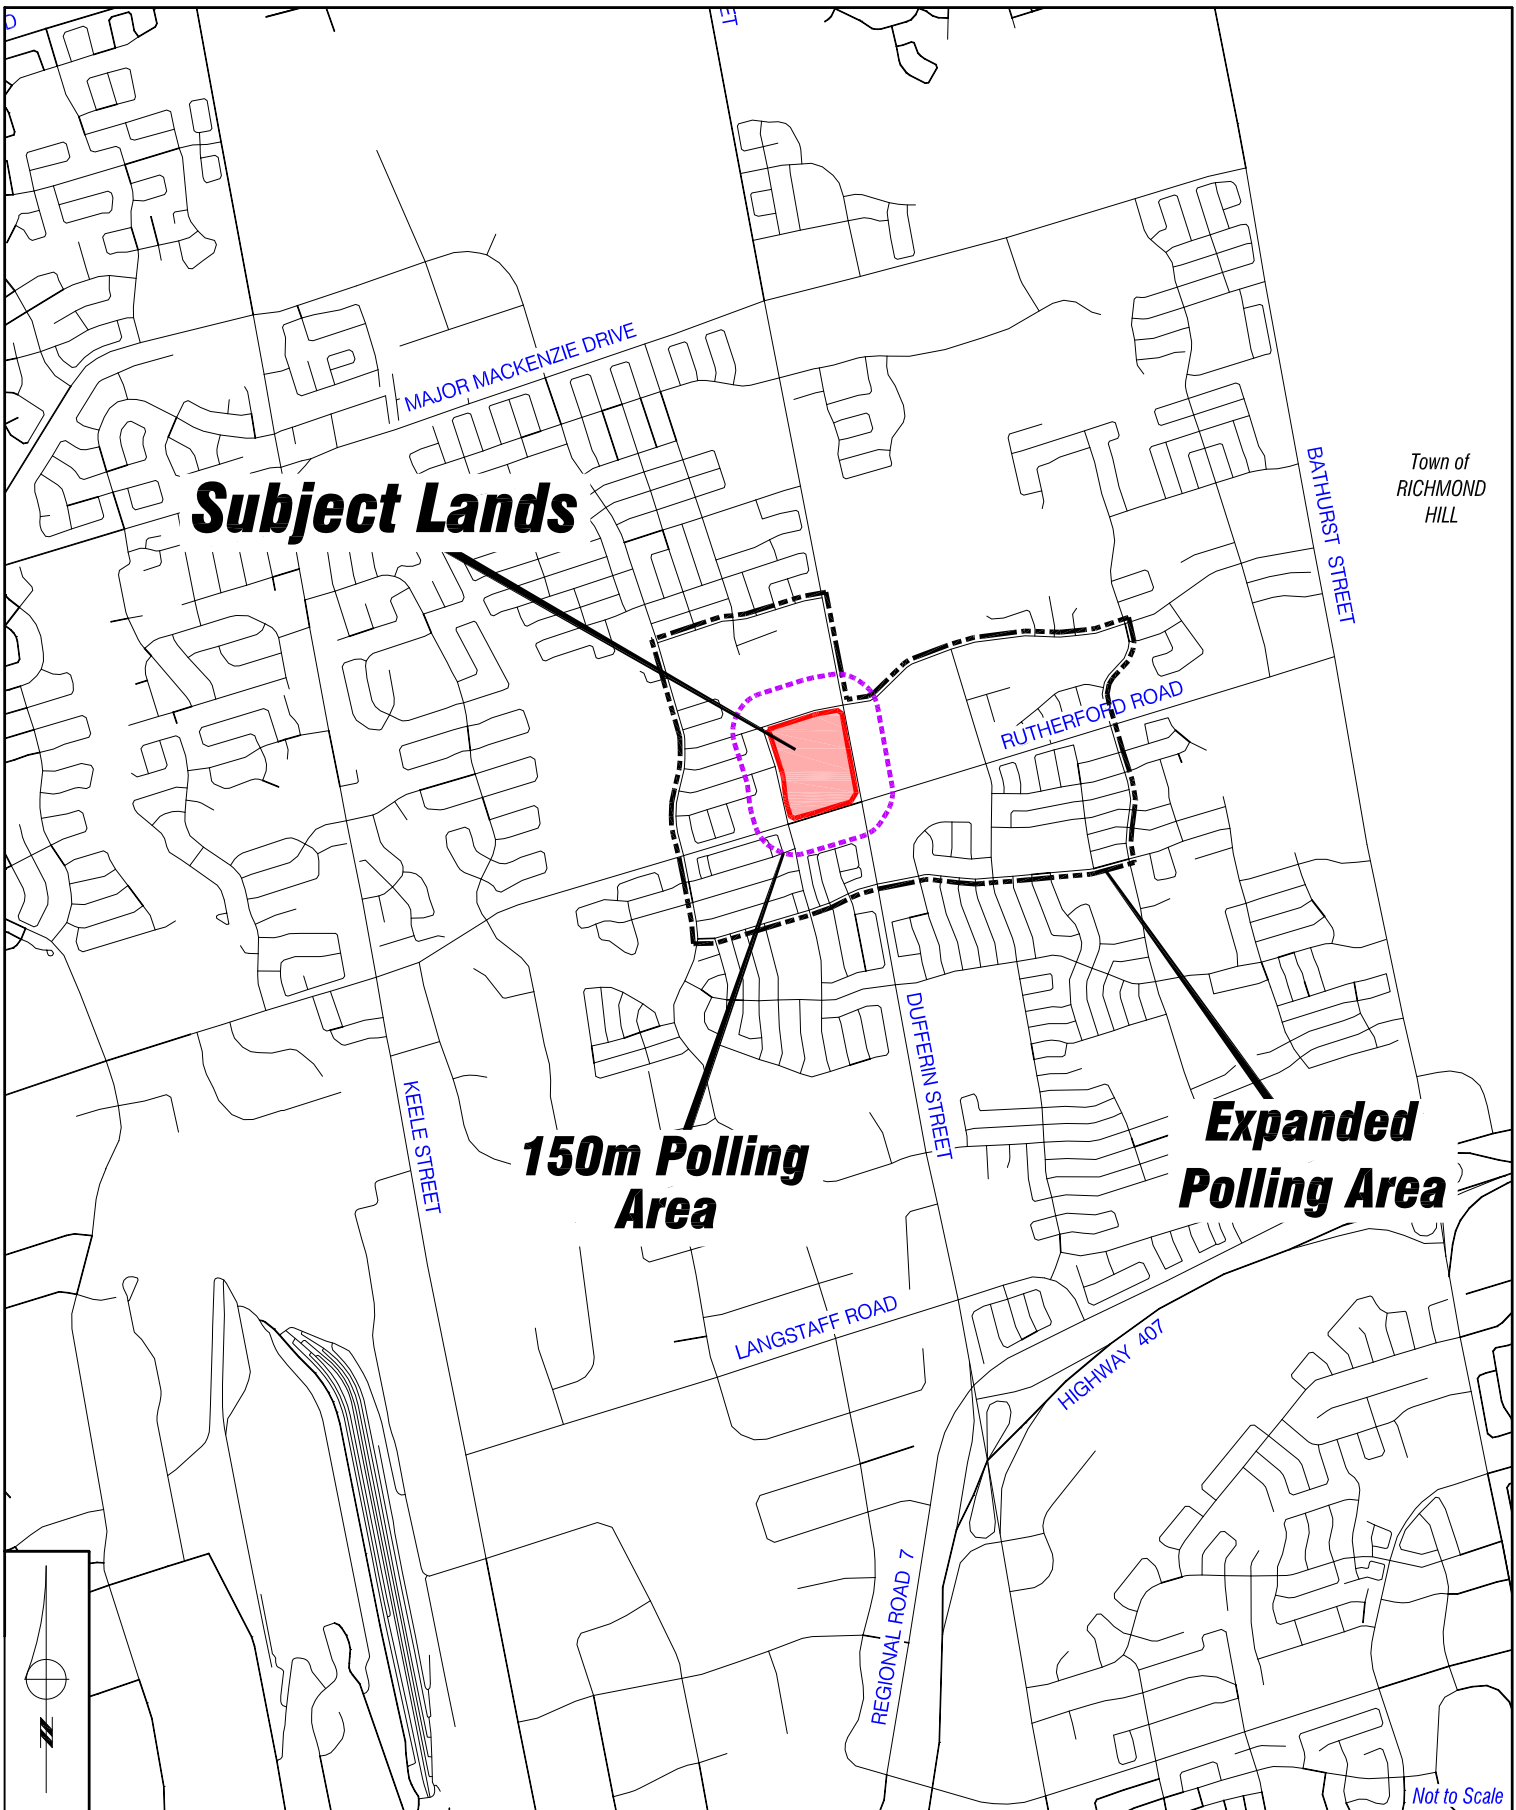 D
ET
MAJOR MACKENZIE DRIVE
Town of
RICHMOND
HILL
BATHURST STREET
Subject Lands
RUTHERFORD ROAD
DUFFERIN STREET
KEELE STREET
150m Polling
Area
Expanded
Polling Area
LANGSTAFF ROAD
HIGHWAY 407
REGIONAL ROAD 7
N
Not to Scale